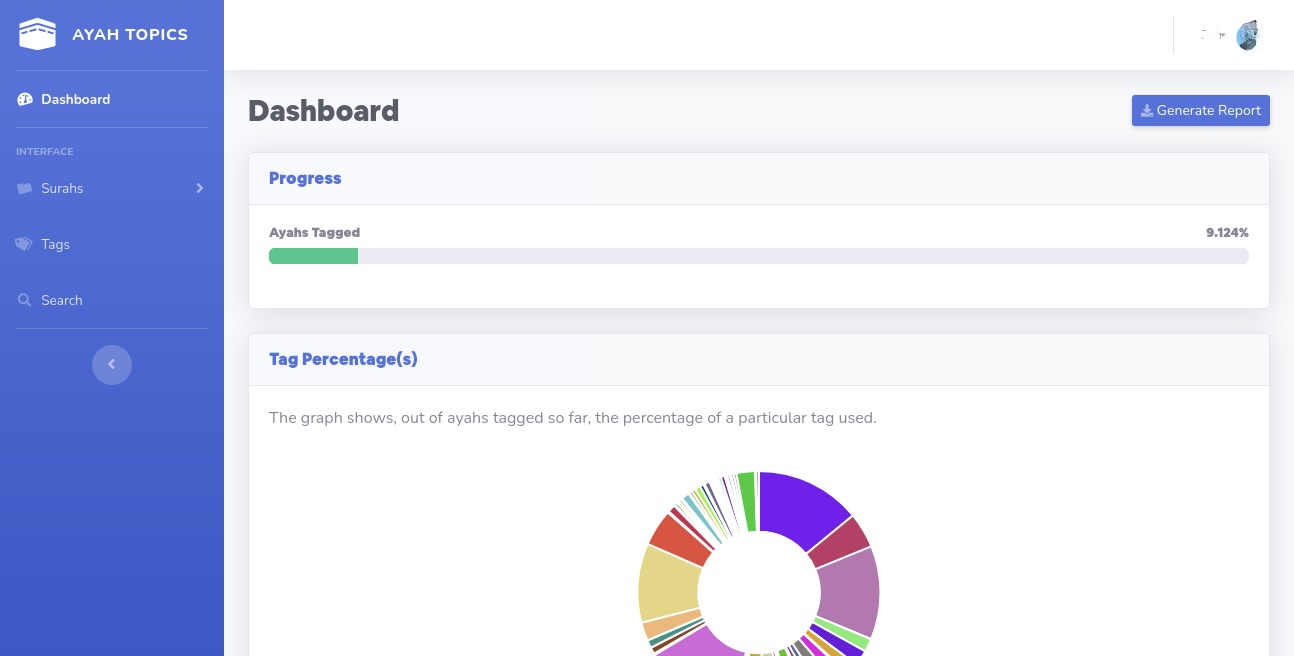 AYAH TOPICS
Dashboard
INTERFACE
Surahs
Tags
Search
Dashboard
Generate Report
Progress
Ayahs Tagged 9.124%
Tag Percentage(s)
The graph shows, out of ayahs tagged so far, the percentage of a particular tag used.